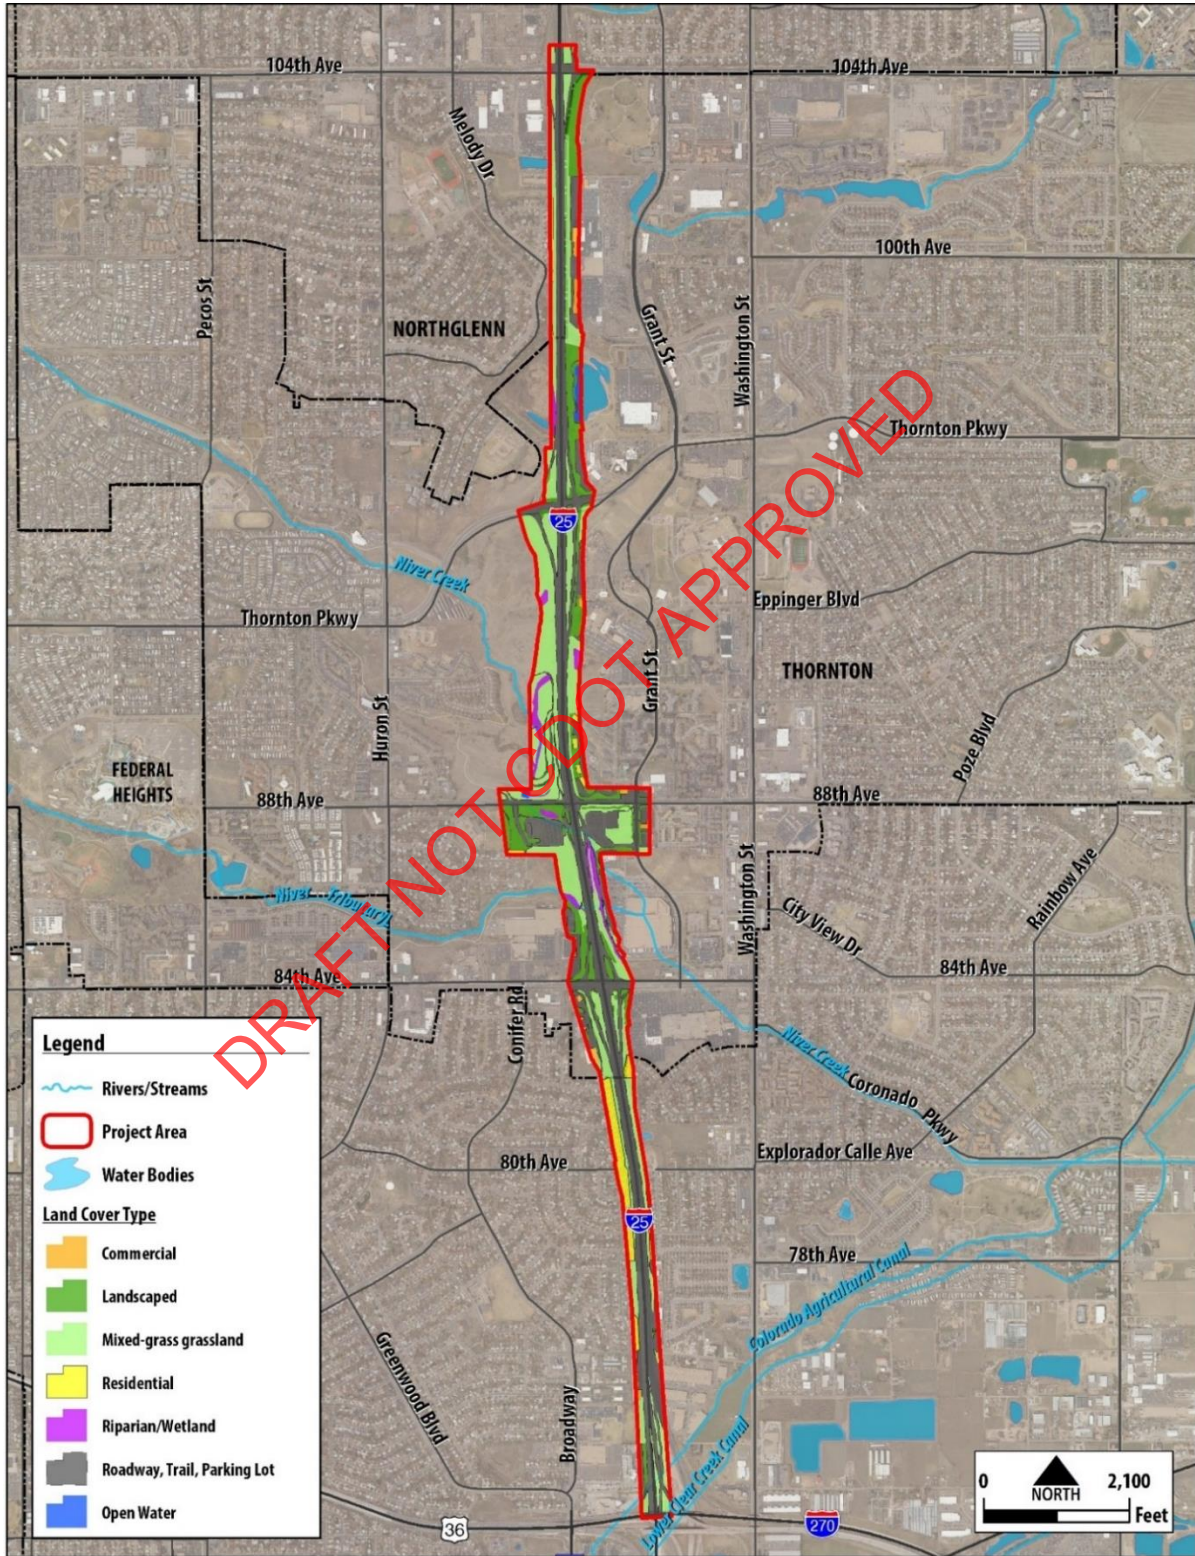 104th Ave
104th Ave
Melody Dr
100th Ave
Pecos St
NORTHGLENN
Grant St
Washington St
Thornton Pkwy
25
Niver Creek
Eppinger Blvd
Thornton Pkwy
THORNTON
Grant St
Huron St
Poze Blvd
FEDERAL
HEIGHTS
88th Ave
88th Ave
Washington St
Rainbow Ave
City View Dr
84th Ave
84th Ave
Conifer Rd
Niver Creek
Coronado Pkwy
Explorador Calle Ave
80th Ave
25
78th Ave
Colorado Agricultural Canal
Greenwood Blvd
Broadway
Lower Clear Creek Canal
36
270
DRAFT NOT CDOT APPROVED
Legend
Rivers/Streams
Project Area
Water Bodies
Land Cover Type
Commercial
Landscaped
Mixed-grass grassland
Residential
Riparian/Wetland
Roadway, Trail, Parking Lot
Open Water
0
2,100
NORTH
Feet